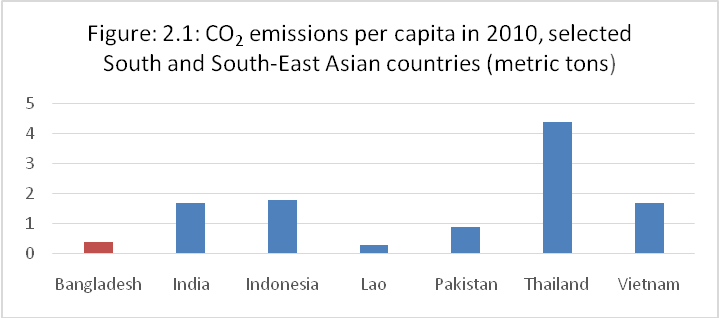 Figure: 2.1: CO₂ emissions per capita in 2010, selected
South and South-East Asian countries (metric tons)
5
4
3
2
1
0
Bangladesh India Indonesia Lao Pakistan Thailand Vietnam